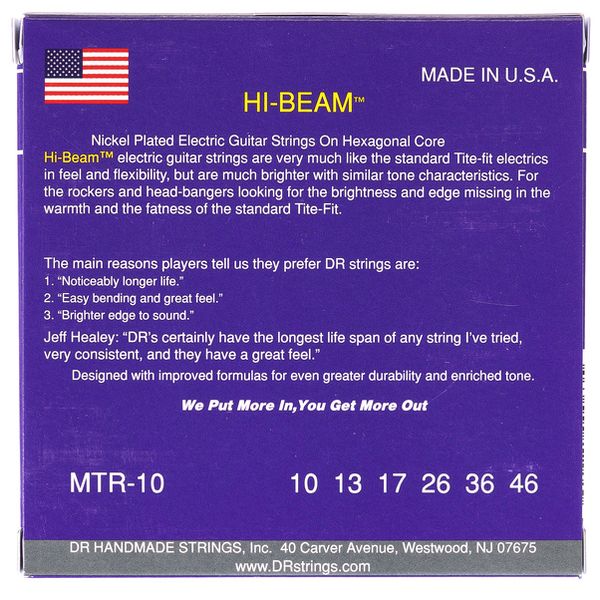 MADE IN U.S.A.
HI-BEAM™
Nickel Plated Electric Guitar Strings On Hexagonal Core
Hi-Beam™ electric guitar strings are very much like the standard Tite-fit electrics
in feel and flexibility, but are much brighter with similar tone characteristics. For
the rockers and head-bangers looking for the brightness and edge missing in the
warmth and the fatness of the standard Tite-Fit.
The main reasons players tell us they prefer DR strings are:
1. “Noticeably longer life.”
2. “Easy bending and great feel.”
3. “Brighter edge to sound.”
Jeff Healey: “DR’s certainly have the longest life span of any string I’ve tried,
very consistent, and they have a great feel.”
Designed with improved formulas for even greater durability and enriched tone.
We Put More In,You Get More Out
MTR-10 10 13 17 26 36 46
DR HANDMADE STRINGS, Inc. 40 Carver Avenue, Westwood, NJ 07675
www.DRstrings.com